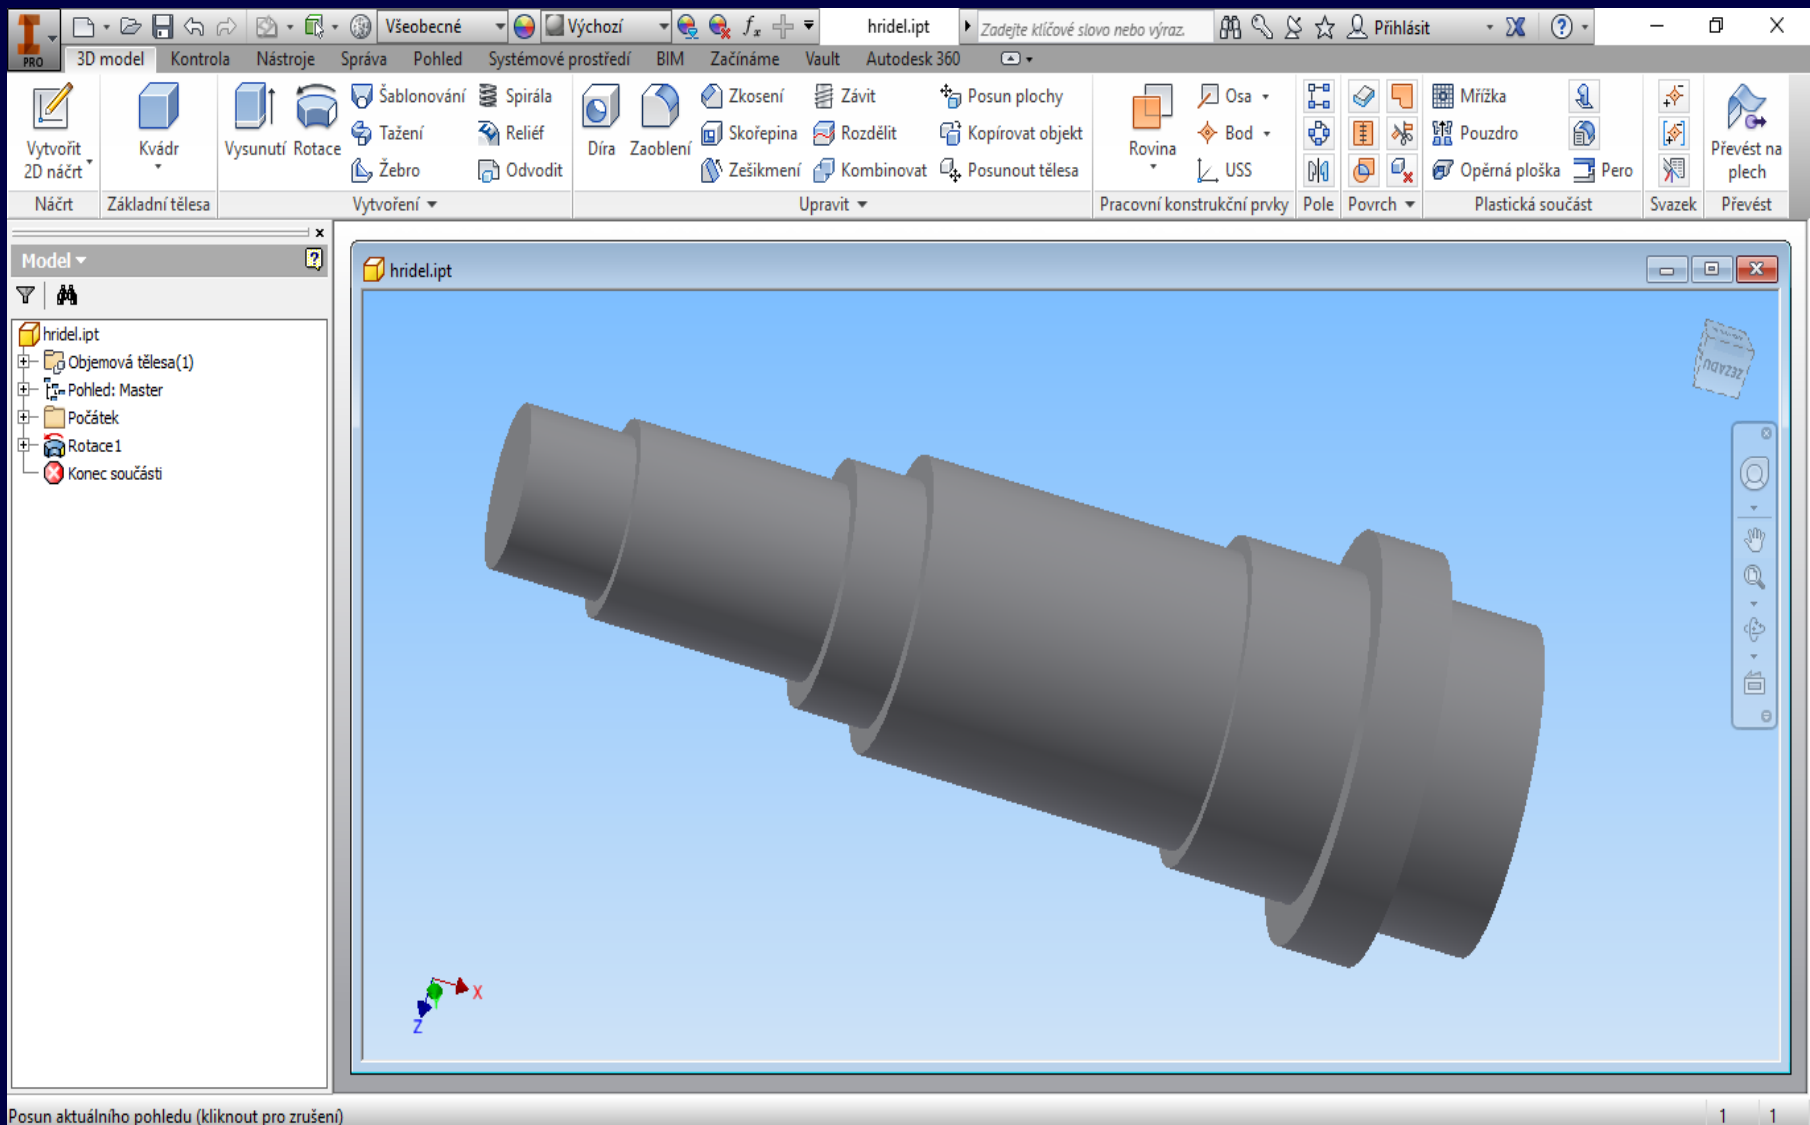 Všeobecné Výchozí fx hridel.ipt Zadejte klíčové slovo nebo výraz. Přihlásit
PRO 3D model Kontrola Nástroje Správa Pohled Systémové prostředí BIM Začínáme Vault Autodesk 360
Vytvořit
2D náčrt
Kvádr
Vysunutí Rotace
Šablonování Spirála
Tažení Reliéf
Žebro Odvodit
Díra Zaoblení
Zkosení Závit Posun plochy
Skořepina Rozdělit Kopírovat objekt
Zešikmení Kombinovat Posunout tělesa
Rovina
Osa
Bod
USS
Mřížka
Pouzdro
Opěrná ploška Pero
Převést na
plech
Náčrt Základní tělesa Vytvoření Upravit Pracovní konstrukční prvky Pole Povrch Plastická součást Svazek Převést
Model
hridel.ipt
Objemová tělesa(1)
Pohled: Master
Počátek
Rotace1
Konec součásti
hridel.ipt
ZEZADU
X
Z
Posun aktuálního pohledu (kliknout pro zrušení) 1 1